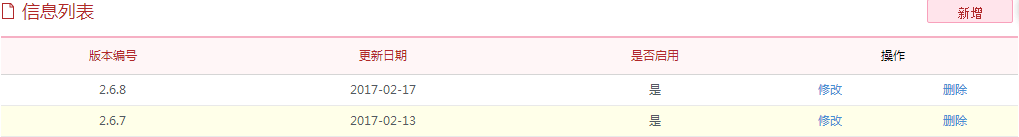 信息列表 新增
版本编号 更新日期 是否启用 操作
2.6.8 2017-02-17 是 修改 删除
2.6.7 2017-02-13 是 修改 删除